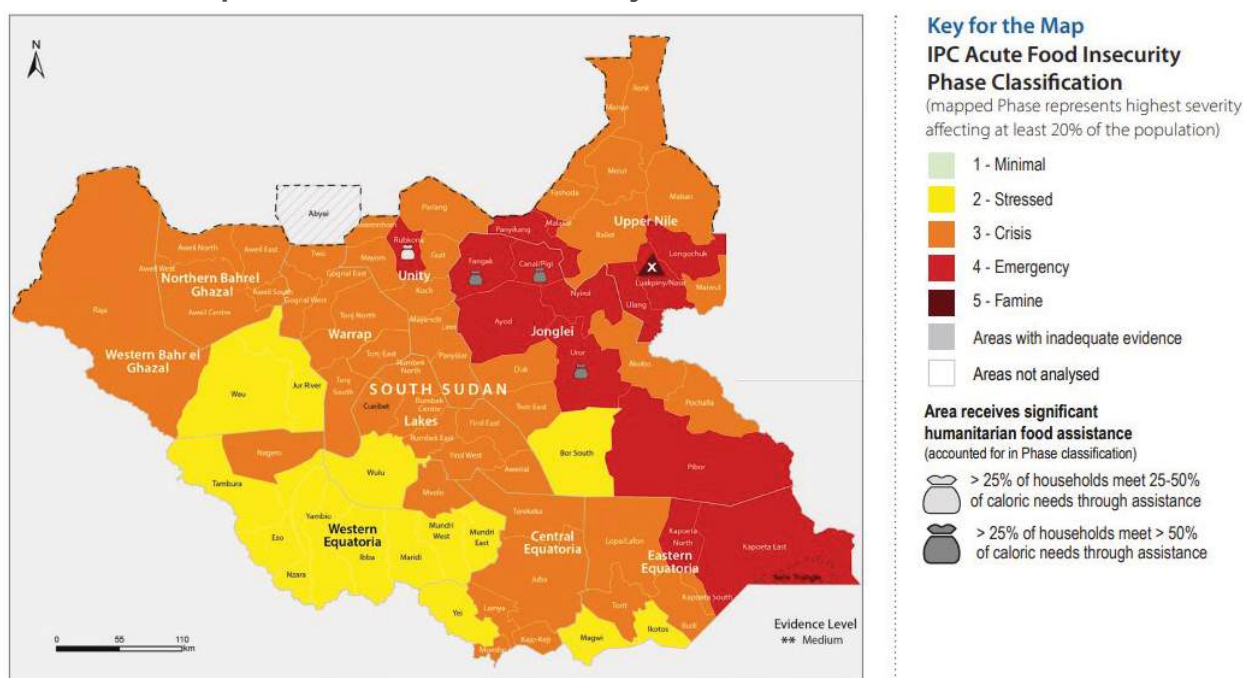 N
Renk
Manyo
Melut
Fashoda
Maban
Abyei
Pariang
Malakal
Panyikang
Upper Nile
Baliet
Rubkona
Guit
Fangak
Canal/Pigi
Longochuk
X
Maiwut
Luakpiny/Nasir
Aweil North
Aweil East
Twic
Mayom
Unity
Aweil West
Northern Bahrel
Ghazal
Gogrial East
Nyirol
Ulang
Koch
Aweil South
Gogrial West
Raja
Aweil Centre
Tonj North
Mayendit
Leer
Ayod
Jonglei
Warrap
Western Bahr el
Ghazal
Tonj East
Rumbek
North
Panyijiar
Uror
Akobo
Duk
Wau
Jur River
Tonj
South
SOUTH SUDAN
Cueibet
Rumbek
Centre
Twic East
Pochalla
Lakes
Yirol East
Rumbek East
Bor South
Nagero
Wulu
Yirol West
Awerial
Pibor
Tambura
Mvolo
Terekeka
Yambio
Western
Equatoria
Mundri
West
Mundri
East
Central
Equatoria
Lopa/Lafon
Kapoeta
North
Kapoeta East
Ezo
Ibba
Maridi
Eastern
Equatoria
Nzara
Juba
Kapoeta South
Yei
Lainya
Torit
Budi
Kajo-Keji
Morobo
Magwi
Ikotos
0 55 110
km
Evidence Level
** Medium
Key for the Map
IPC Acute Food Insecurity
Phase Classification
(mapped Phase represents highest severity
affecting at least 20% of the population)
1 - Minimal
2 - Stressed
3 - Crisis
4 - Emergency
5 - Famine
Areas with inadequate evidence
Areas not analysed
Area receives significant
humanitarian food assistance
(accounted for in Phase classification)
> 25% of households meet 25-50%
of caloric needs through assistance
> 25% of households meet > 50%
of caloric needs through assistance